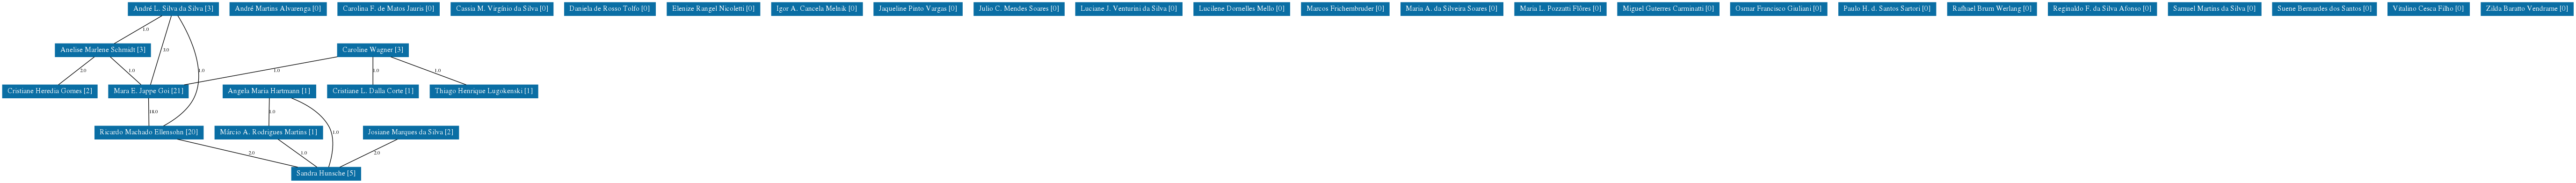 André L. Silva da Silva [3]
André Martins Alvarenga [0]
Carolina F. de Matos Jauris [0]
Cassia M. Virgínio da Silva [0]
Daniela de Rosso Tolfo [0]
Elenize Rangel Nicoletti [0]
Igor A. Cancela Melnik [0]
Jaqueline Pinto Vargas [0]
Julio C. Mendes Soares [0]
Luciane J. Venturini da Silva [0]
Lucilene Dornelles Mello [0]
Marcos Frichembruder [0]
Maria A. da Silveira Soares [0]
Maria L. Pozzatti Flôres [0]
Miguel Guterres Carminatti [0]
Osmar Francisco Giuliani [0]
Paulo H. d. Santos Sartori [0]
Rafhael Brum Werlang [0]
Reginaldo F. da Silva Afonso [0]
Samuel Martins da Silva [0]
Suene Bernardes dos Santos [0]
Vitalino Cesca Filho [0]
Zilda Baratto Vendrame [0]
1.0
Anelise Marlene Schmidt [3]
3.0
Caroline Wagner [3]
2.0
1.0
1.0
1.0
1.0
Cristiane Heredia Gomes [2]
Mara E. Jappe Goi [21]
Angela Maria Hartmann [1]
Cristiane L. Dalla Corte [1]
Thiago Henrique Lugokenski [1]
18.0
1.0
Ricardo Machado Ellensohn [20]
Márcio A. Rodrigues Martins [1]
1.0
Josiane Marques da Silva [2]
2.0
1.0
2.0
Sandra Hunsche [5]